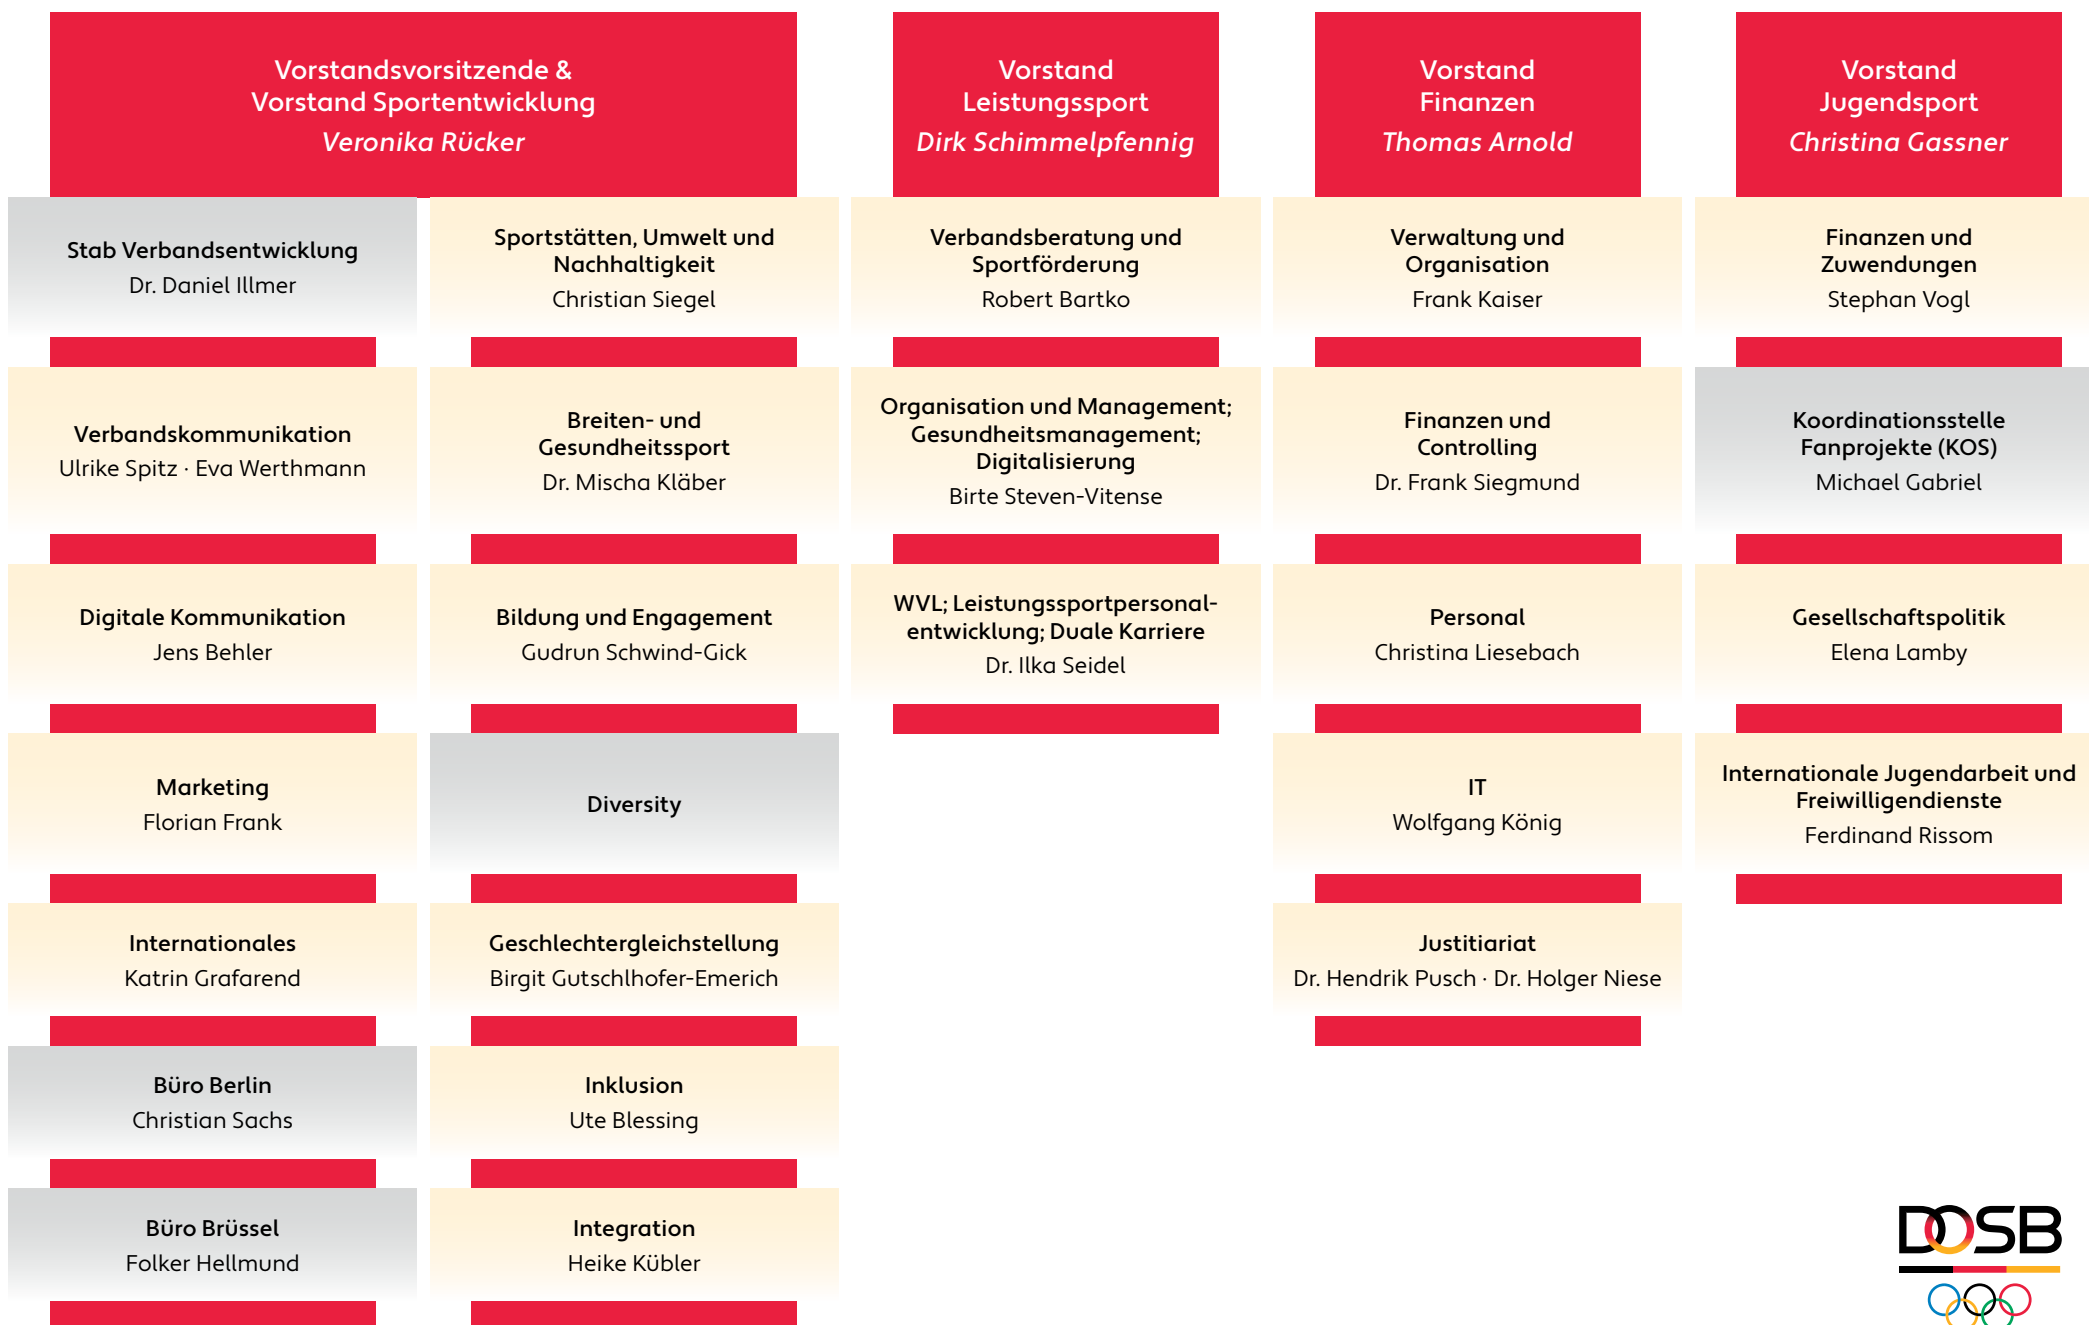 Vorstandsvorsitzende &
Vorstand Sportentwicklung
Veronika Rücker
Stab Verbandsentwicklung
Dr. Daniel Illmer
Verbandskommunikation
Ulrike Spitz · Eva Werthmann
Digitale Kommunikation
Jens Behler
Marketing
Florian Frank
Internationales
Katrin Grafarend
Büro Berlin
Christian Sachs
Büro Brüssel
Folker Hellmund
Sportstätten, Umwelt und
Nachhaltigkeit
Christian Siegel
Breiten- und
Gesundheitssport
Dr. Mischa Kläber
Bildung und Engagement
Gudrun Schwind-Gick
Diversity
Geschlechtergleichstellung
Birgit Gutschlhofer-Emerich
Inklusion
Ute Blessing
Integration
Heike Kübler
Vorstand
Leistungssport
Dirk Schimmelpfennig
Verbandsberatung und
Sportförderung
Robert Bartko
Organisation und Management;
Gesundheitsmanagement;
Digitalisierung
Birte Steven-Vitense
WVL; Leistungssportpersonal-
entwicklung; Duale Karriere
Dr. Ilka Seidel
Vorstand
Finanzen
Thomas Arnold
Verwaltung und
Organisation
Frank Kaiser
Finanzen und
Controlling
Dr. Frank Siegmund
Personal
Christina Liesebach
IT
Wolfgang König
Justitiariat
Dr. Hendrik Pusch · Dr. Holger Niese
Vorstand
Jugendsport
Christina Gassner
Finanzen und
Zuwendungen
Stephan Vogl
Koordinationsstelle
Fanprojekte (KOS)
Michael Gabriel
Gesellschaftspolitik
Elena Lamby
Internationale Jugendarbeit und
Freiwilligendienste
Ferdinand Rissom
DOSB